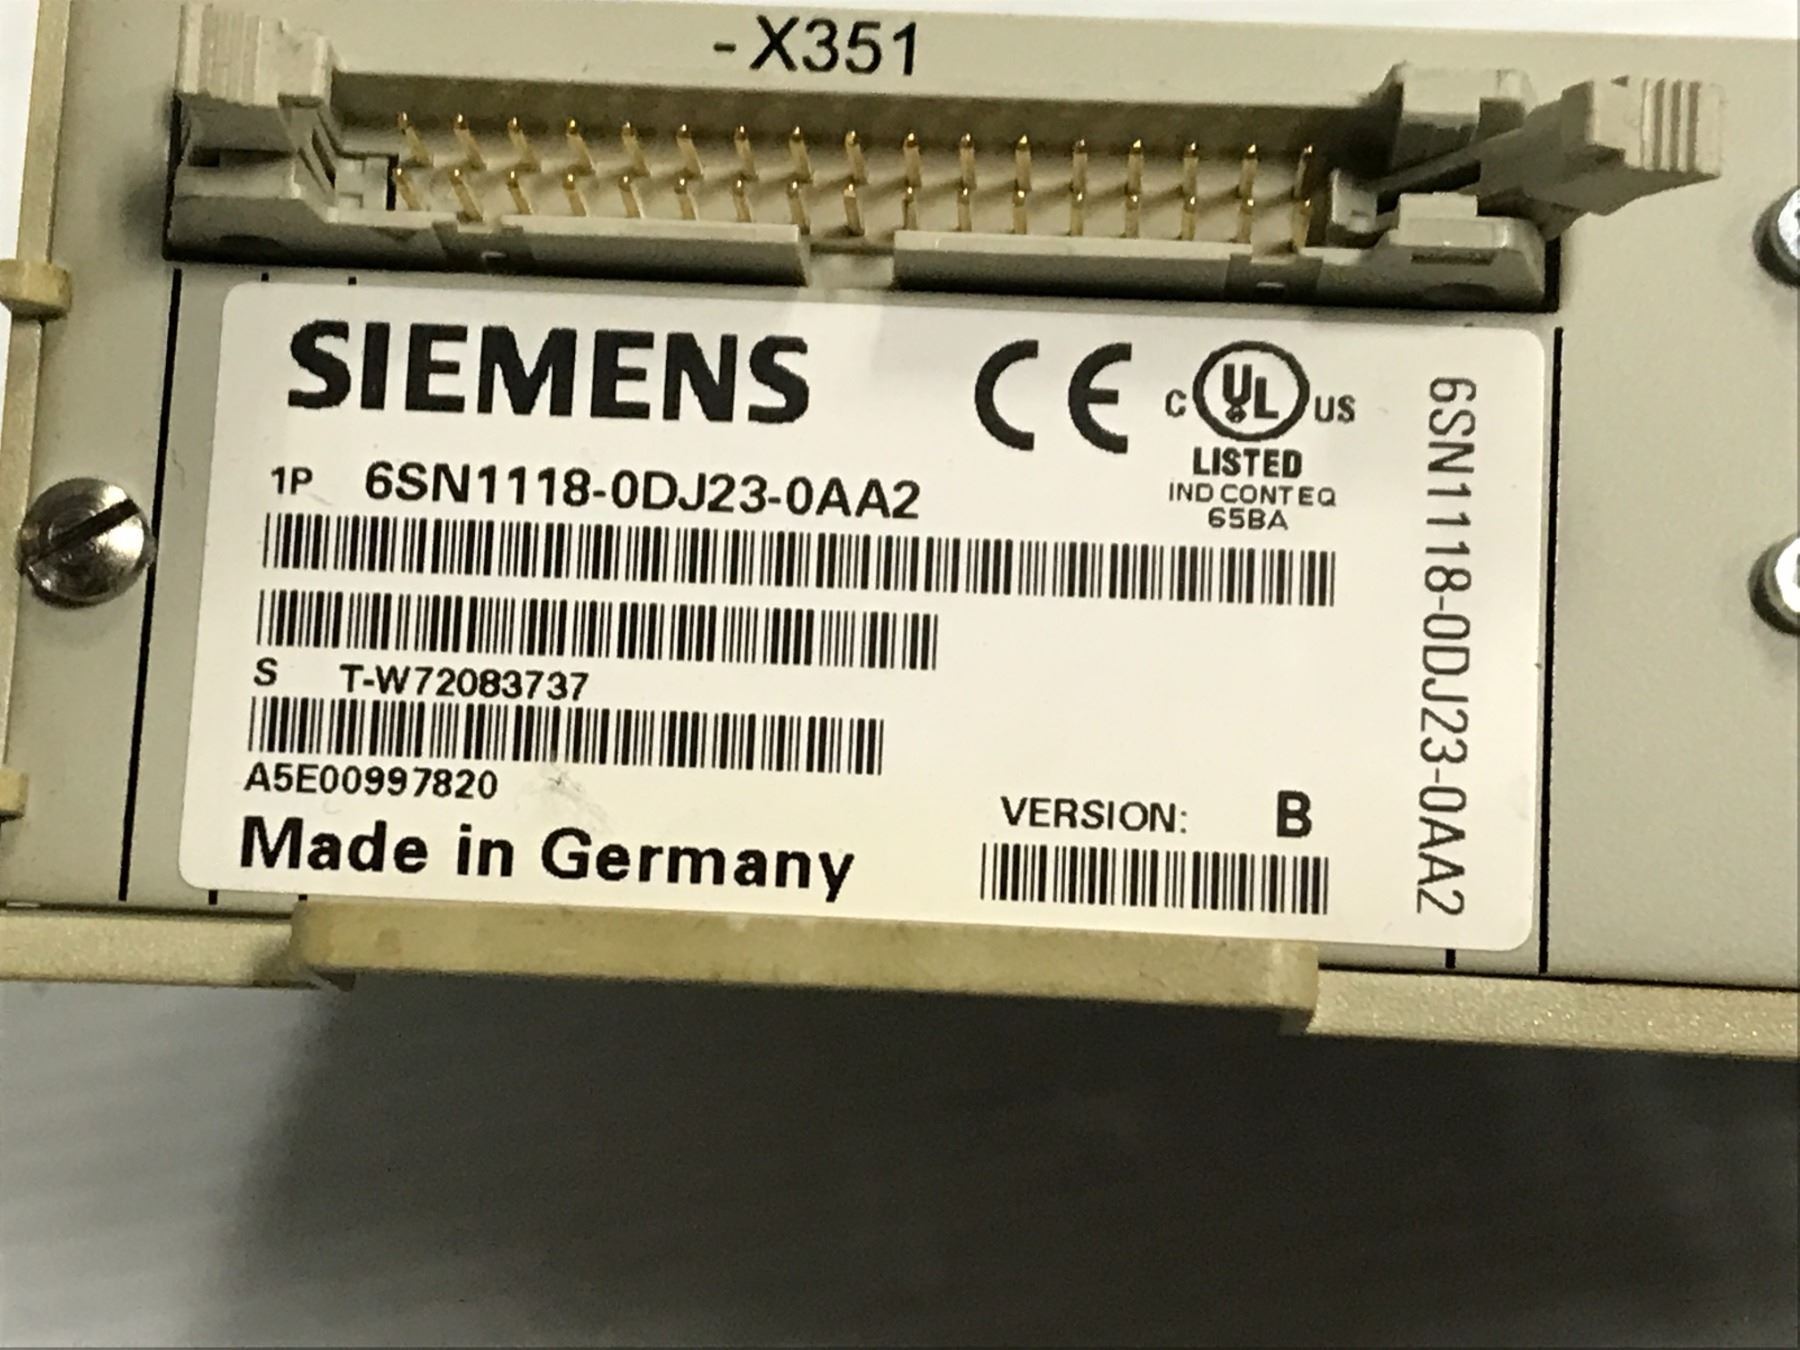 -X351
SIEMENS
CE
C UL US
LISTED
IND CONT EQ
65BA
1P 6SN1118-0DJ23-0AA2
S T-W72083737
A5E00997820
Made in Germany
VERSION: B
6SN1118-0DJ23-0AA2